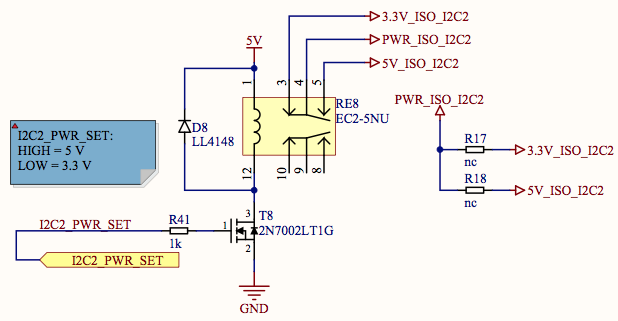 3.3V_ISO_I2C2
PWR_ISO_I2C2
5V_ISO_I2C2
5V
1
3
4
5
RE8
EC2-5NU
D8
LL4148
12
10
9
8
I2C2_PWR_SET:
HIGH = 5 V
LOW = 3.3 V
PWR_ISO_I2C2
R17
nc
3.3V_ISO_I2C2
R18
nc
5V_ISO_I2C2
I2C2_PWR_SET
R41
1k
1
3
T8
2N7002LT1G
2
I2C2_PWR_SET
GND